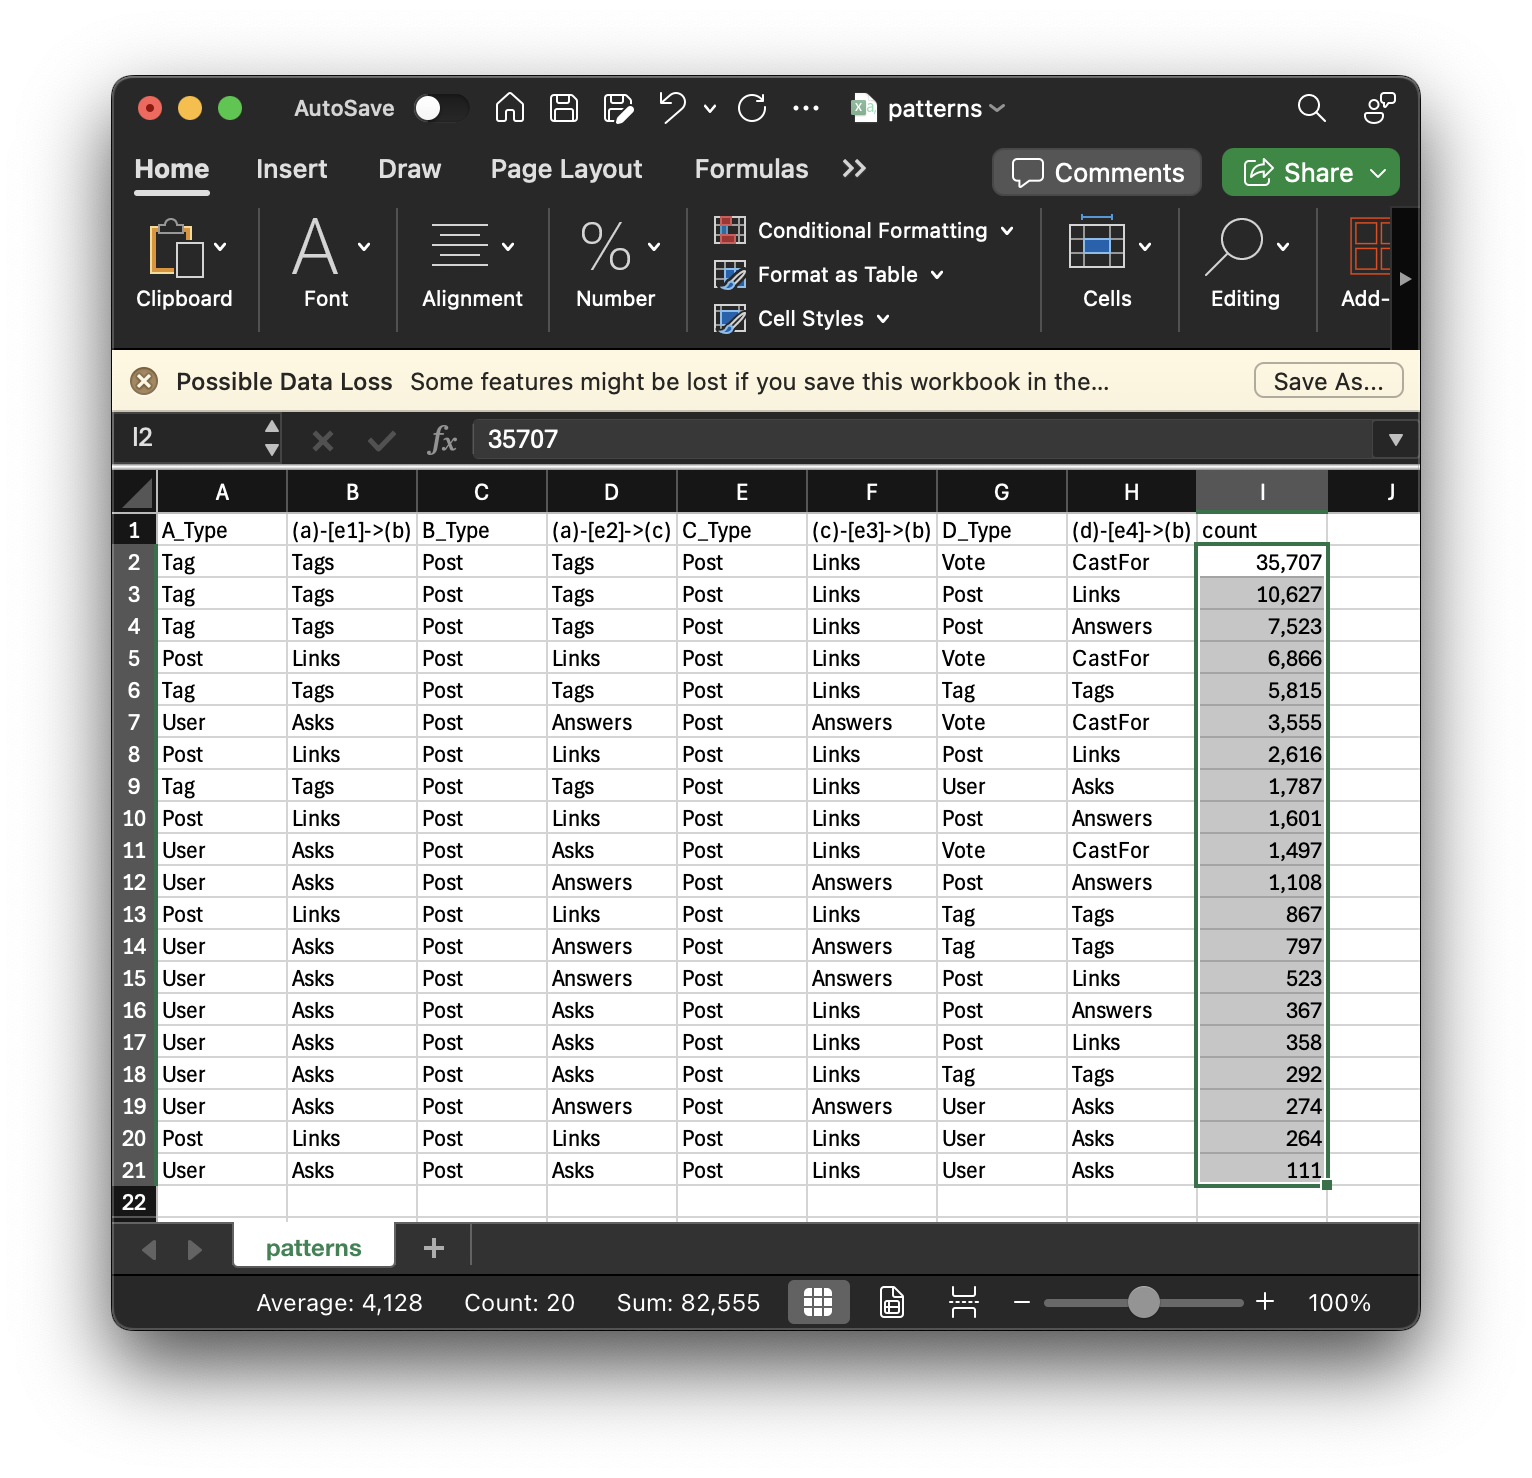 AutoSave patterns
Home Insert Draw Page Layout Formulas >> Comments Share
Conditional Formatting
Format as Table
Cell Styles
Clipboard Font Alignment Number Cells Editing Add-
Possible Data Loss Some features might be lost if you save this workbook in the... Save As...
I2 fx 35707
A B C D E F G H I J
1 A_Type (a)-[e1]->(b) B_Type (a)-[e2]->(c) C_Type (c)-[e3]->(b) D_Type (d)-[e4]->(b) count
2 Tag Tags Post Tags Post Links Vote CastFor 35,707
3 Tag Tags Post Tags Post Links Post Links 10,627
4 Tag Tags Post Tags Post Links Post Answers 7,523
5 Post Links Post Links Post Links Vote CastFor 6,866
6 Tag Tags Post Tags Post Links Tag Tags 5,815
7 User Asks Post Answers Post Answers Vote CastFor 3,555
8 Post Links Post Links Post Links Post Links 2,616
9 Tag Tags Post Tags Post Links User Asks 1,787
10 Post Links Post Links Post Links Post Answers 1,601
11 User Asks Post Asks Post Links Vote CastFor 1,497
12 User Asks Post Answers Post Answers Post Answers 1,108
13 Post Links Post Links Post Links Tag Tags 867
14 User Asks Post Answers Post Answers Tag Tags 797
15 User Asks Post Answers Post Answers Post Links 523
16 User Asks Post Asks Post Links Post Answers 367
17 User Asks Post Asks Post Links Post Links 358
18 User Asks Post Asks Post Links Tag Tags 292
19 User Asks Post Answers Post Answers User Asks 274
20 Post Links Post Links Post Links User Asks 264
21 User Asks Post Asks Post Links User Asks 111
22
patterns +
Average: 4,128 Count: 20 Sum: 82,555 − + 100%